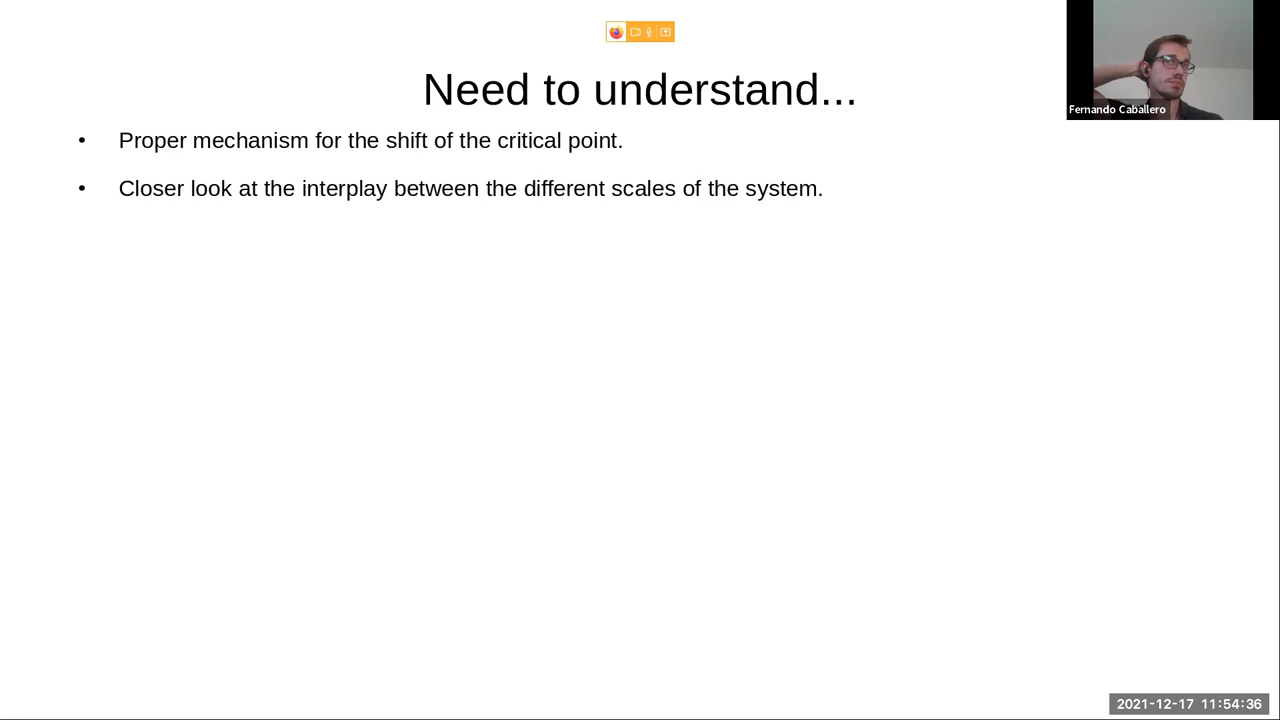 Need to understand...
Fernando Caballero
• Proper mechanism for the shift of the critical point.
• Closer look at the interplay between the different scales of the system.
2021-12-17 11:54:36